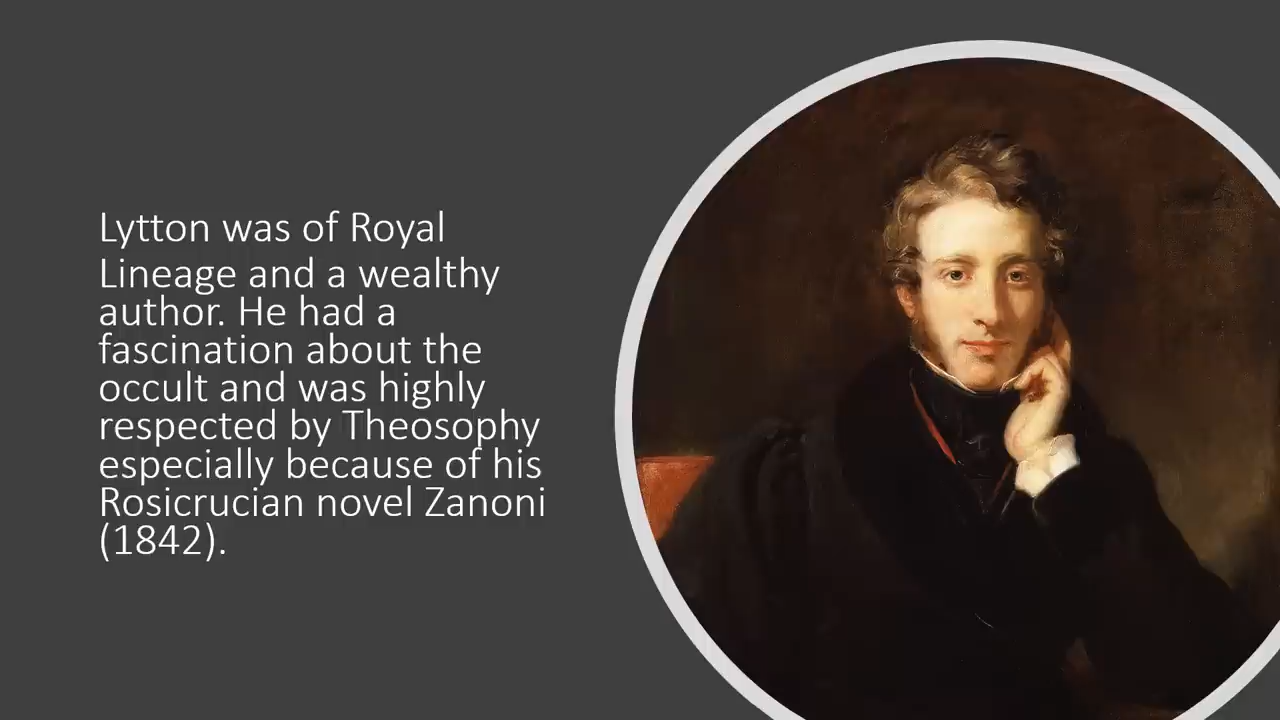 Lytton was of Royal
Lineage and a wealthy
author. He had a
fascination about the
occult and was highly
respected by Theosophy
especially because of his
Rosicrucian novel Zanoni
(1842).